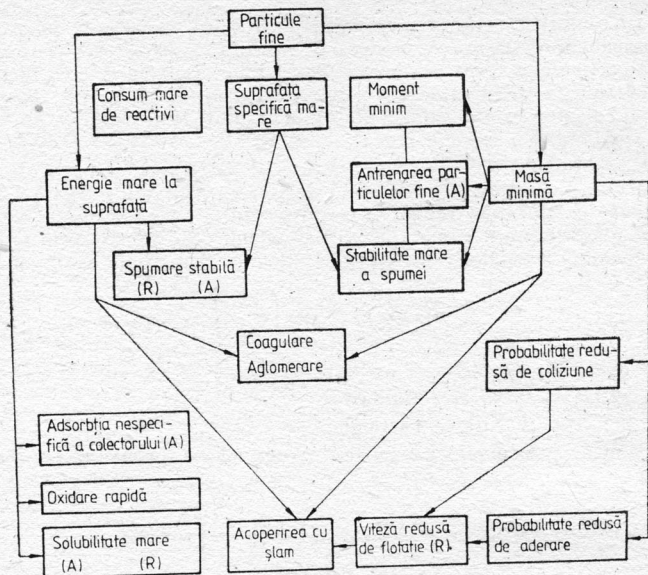 Particule
fine
Consum mare
de reactivi
Suprafața
specifică ma-
re
Moment
minim
Energie mare la
suprafață
Antrenarea par-
ticulelor fine (A)
Masă
minimă
Spumare stabilă
(R) (A)
Stabilitate mare
a spumei
Coagulare
Aglomerare
Probabilitate redu-
să de coliziune
Adsorbția nespeci-
fică a colectorului (A)
Oxidare rapidă
Solubilitate mare
(A) (R)
Acoperirea cu
șlam
Viteză redusă
de flotație (R).
Probabilitate redusă
de aderare